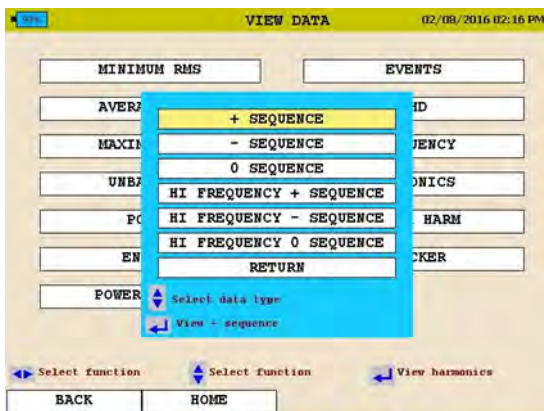 VIEW DATA
02/08/2016 02:16 PM
MINIMUM RMS
EVENTS
+ SEQUENCE
- SEQUENCE
0 SEQUENCE
HI FREQUENCY + SEQUENCE
HI FREQUENCY - SEQUENCE
HI FREQUENCY 0 SEQUENCE
RETURN
Select data type
View + sequence
AVERA
HD
MAXIM
UENCY
UNBA
ONICS
PO
HARM
EN
CKER
POWER
Select function
Select function
View harmonics
BACK
HOME